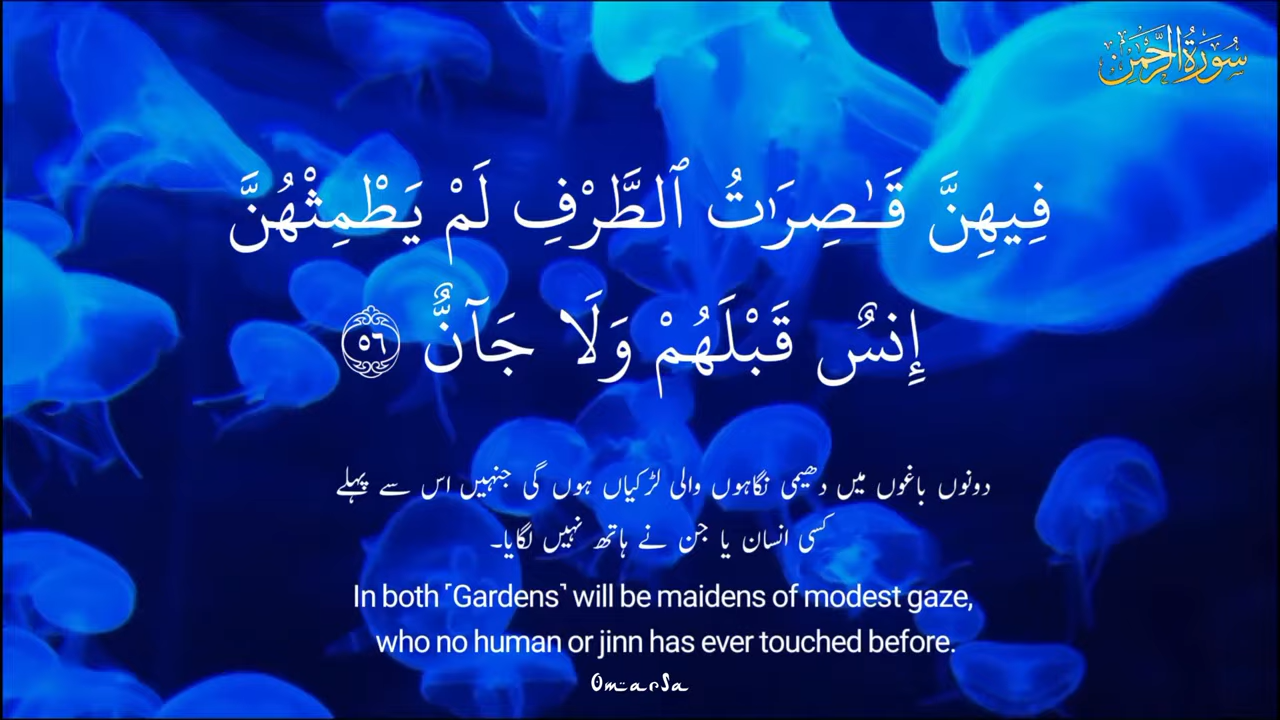 سُورَةُ الرَّحْمٰن
فِيهِنَّ قَـٰصِرَٰتُ ٱلطَّرْفِ لَمْ يَطْمِثْهُنَّ
إِنسٌ قَبْلَهُمْ وَلَا جَآنٌّ ٥٦
دونوں باغوں میں دھیمی نگاہوں والی لڑکیاں ہوں گی جنہیں اس سے پہلے
کسی انسان یا جن نے ہاتھ نہیں لگایا۔
In both ˹Gardens˺ will be maidens of modest gaze,
who no human or jinn has ever touched before.
OmarSa